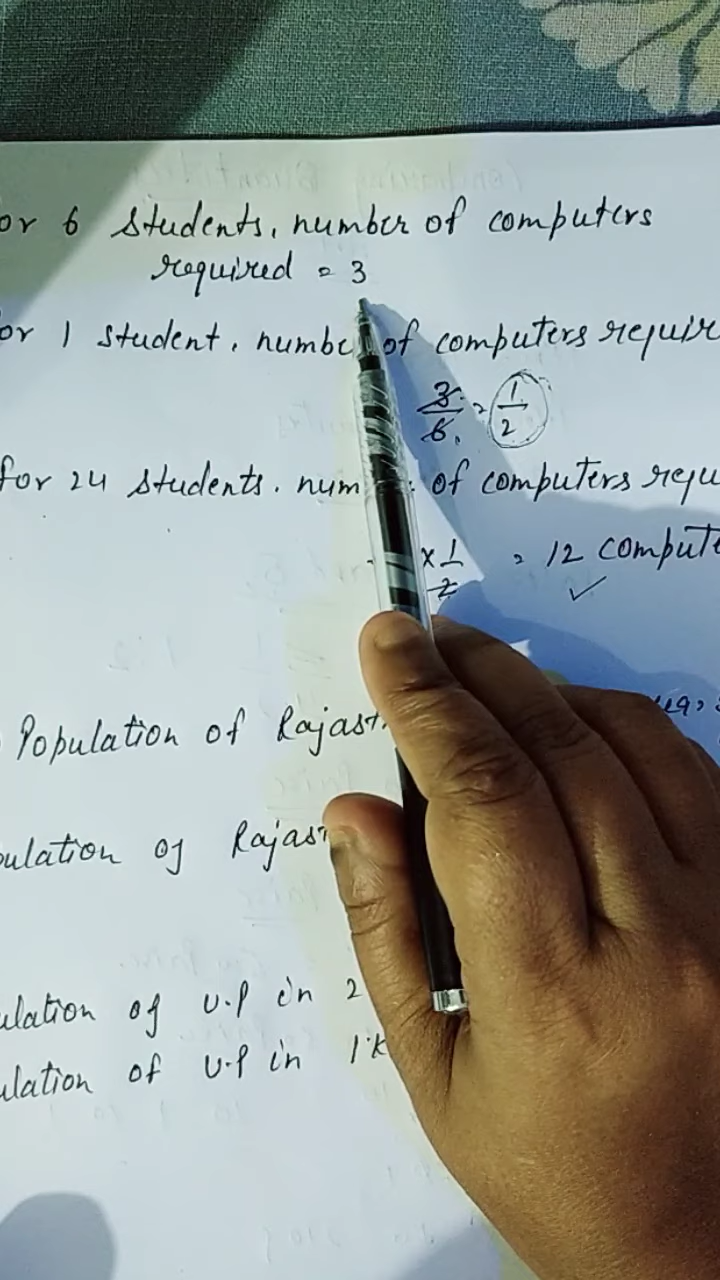 or 6 students, number of computers
required = 3
or 1 student, number of computers requir
3/6 = 1/2
for 24 students, num of computers requ
x 1/2 = 12 compute
Population of Rajast
ulation of Rajast
ulation of U.P in 2
ulation of U.P in 1 K